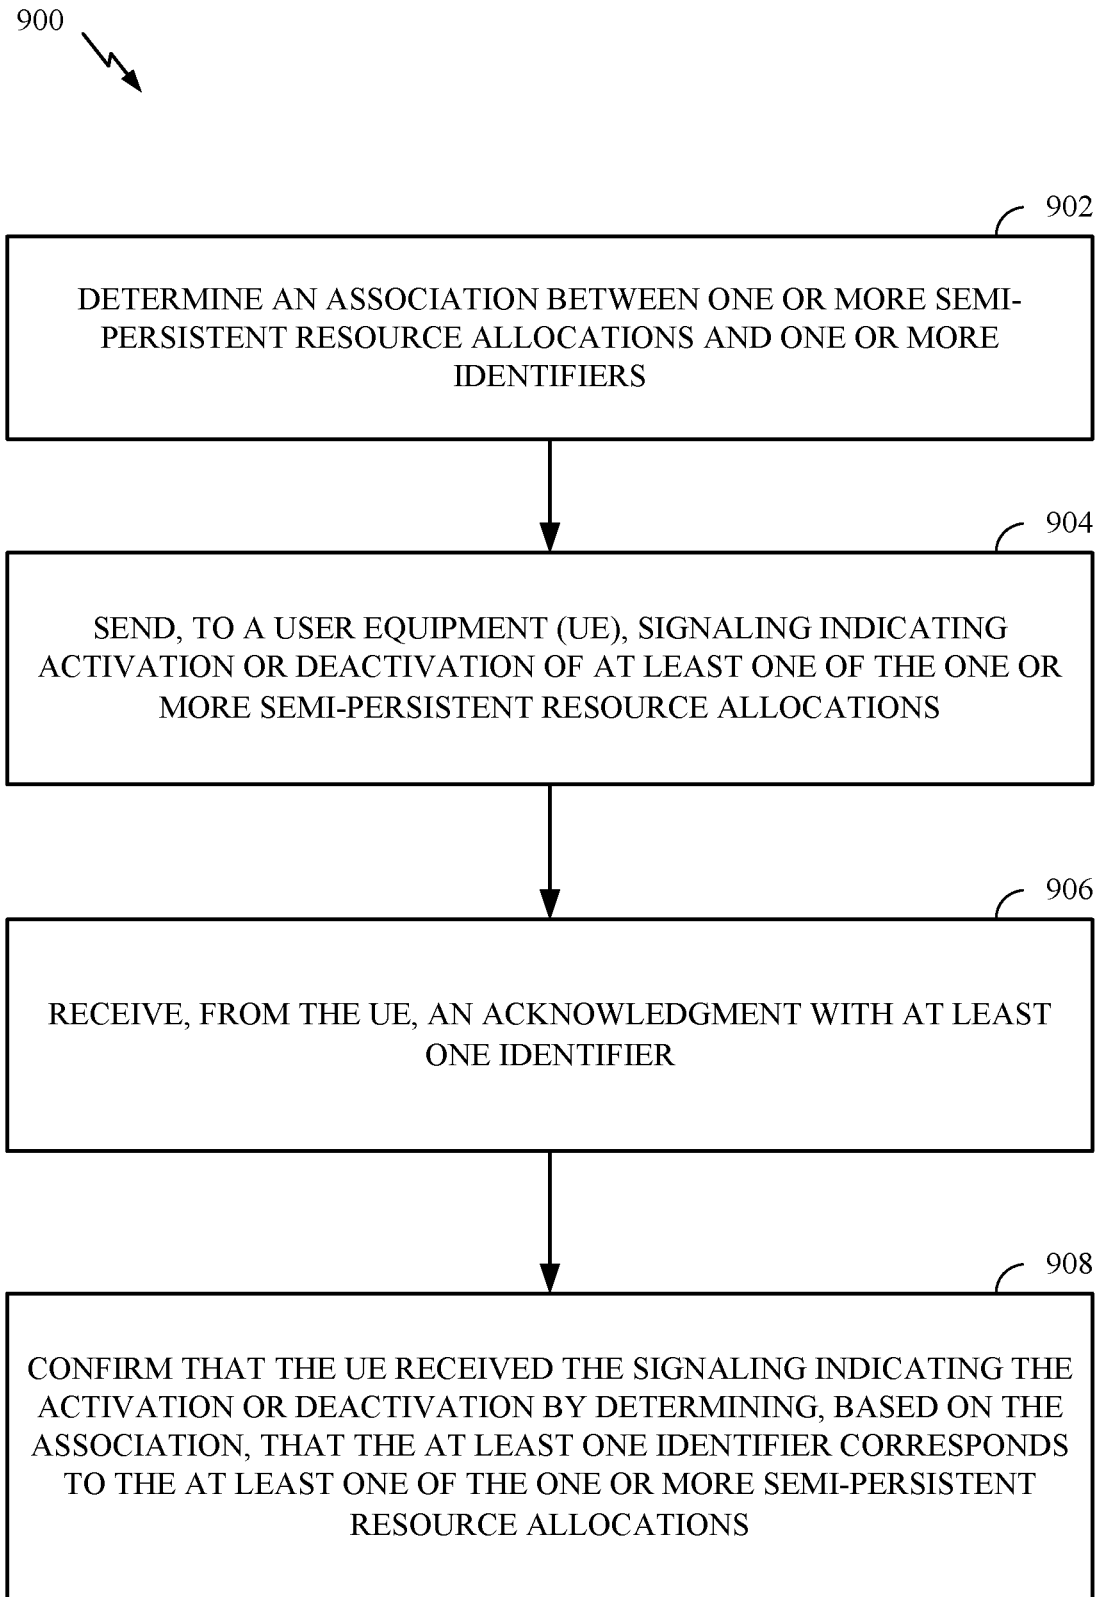 900
902
DETERMINE AN ASSOCIATION BETWEEN ONE OR MORE SEMI-
PERSISTENT RESOURCE ALLOCATIONS AND ONE OR MORE
IDENTIFIERS
904
SEND, TO A USER EQUIPMENT (UE), SIGNALING INDICATING
ACTIVATION OR DEACTIVATION OF AT LEAST ONE OF THE ONE OR
MORE SEMI-PERSISTENT RESOURCE ALLOCATIONS
906
RECEIVE, FROM THE UE, AN ACKNOWLEDGMENT WITH AT LEAST
ONE IDENTIFIER
908
CONFIRM THAT THE UE RECEIVED THE SIGNALING INDICATING THE
ACTIVATION OR DEACTIVATION BY DETERMINING, BASED ON THE
ASSOCIATION, THAT THE AT LEAST ONE IDENTIFIER CORRESPONDS
TO THE AT LEAST ONE OF THE ONE OR MORE SEMI-PERSISTENT
RESOURCE ALLOCATIONS